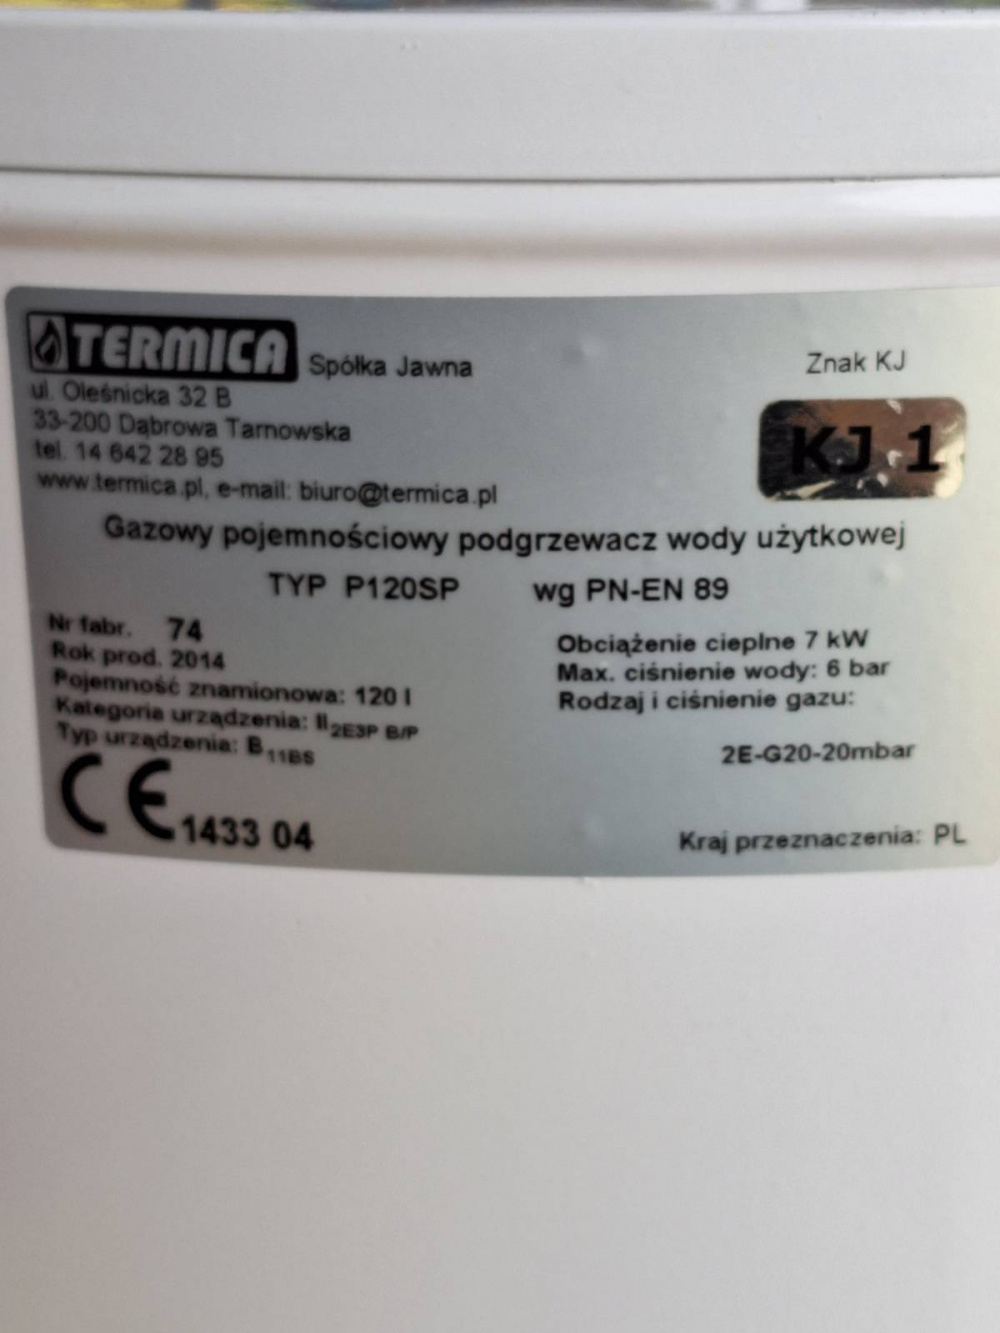 TERMICA Spółka Jawna
ul. Oleśnicka 32 B
33-200 Dąbrowa Tarnowska
tel. 14 642 28 95
www.termica.pl, e-mail: biuro@termica.pl
Znak KJ
KJ 1
Gazowy pojemnościowy podgrzewacz wody użytkowej
TYP P120SP wg PN-EN 89
Nr fabr. 74
Rok prod. 2014
Pojemność znamionowa: 120 l
Kategoria urządzenia: II2E3P B/P
Typ urządzenia: B11BS
CE 1433 04
Obciążenie cieplne 7 kW
Max. ciśnienie wody: 6 bar
Rodzaj i ciśnienie gazu:
2E-G20-20mbar
Kraj przeznaczenia: PL